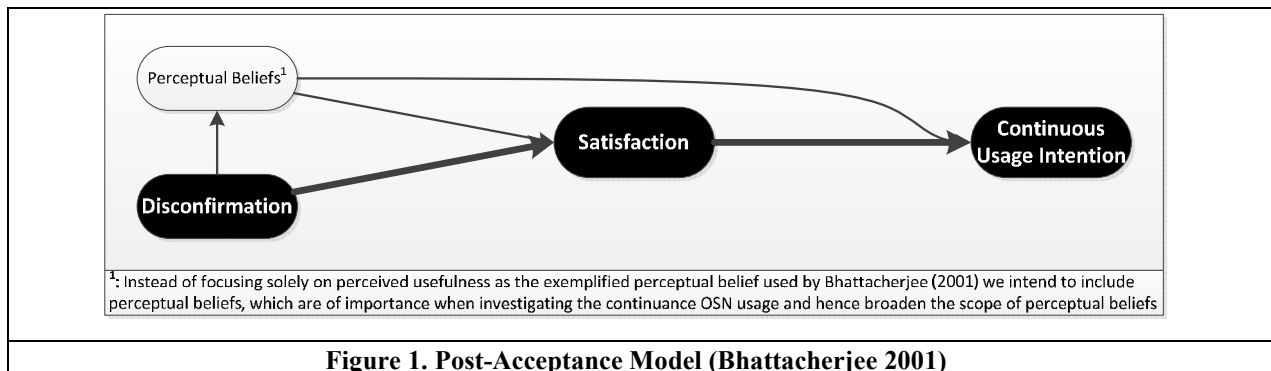 Perceptual Beliefs¹
Satisfaction
Continuous
Usage Intention
Disconfirmation
¹: Instead of focusing solely on perceived usefulness as the exemplified perceptual belief used by Bhattacherjee (2001) we intend to include
perceptual beliefs, which are of importance when investigating the continuance OSN usage and hence broaden the scope of perceptual beliefs
Figure 1. Post-Acceptance Model (Bhattacherjee 2001)